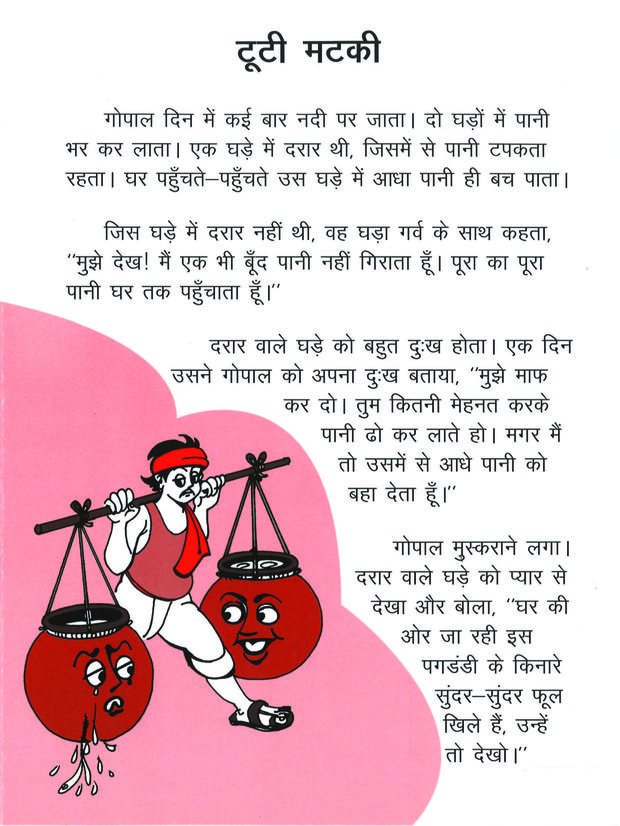 टूटी मटकी
गोपाल दिन में कई बार नदी पर जाता। दो घड़ों में पानी
भर कर लाता। एक घड़े में दरार थी, जिसमें से पानी टपकता
रहता। घर पहुँचते–पहुँचते उस घड़े में आधा पानी ही बच पाता।
जिस घड़े में दरार नहीं थी, वह घड़ा गर्व के साथ कहता,
‘‘मुझे देख! मैं एक भी बूँद पानी नहीं गिराता हूँ। पूरा का पूरा
पानी घर तक पहुँचाता हूँ।’’
दरार वाले घड़े को बहुत दुःख होता। एक दिन
उसने गोपाल को अपना दुःख बताया, ‘‘मुझे माफ
कर दो। तुम कितनी मेहनत करके
पानी ढो कर लाते हो। मगर मैं
तो उसमें से आधे पानी को
बहा देता हूँ।’’
गोपाल मुस्कराने लगा।
दरार वाले घड़े को प्यार से
देखा और बोला, ‘‘घर की
ओर जा रही इस
पगडंडी के किनारे
सुंदर–सुंदर फूल
खिले हैं, उन्हें
तो देखो।’’